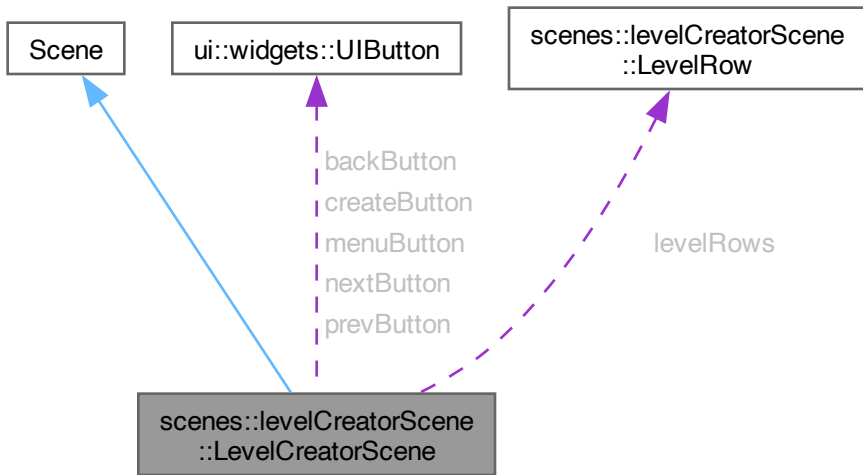 Scene
ui::widgets::UIButton
scenes::levelCreatorScene
::LevelRow
backButton
createButton
menuButton
nextButton
prevButton
levelRows
scenes::levelCreatorScene
::LevelCreatorScene